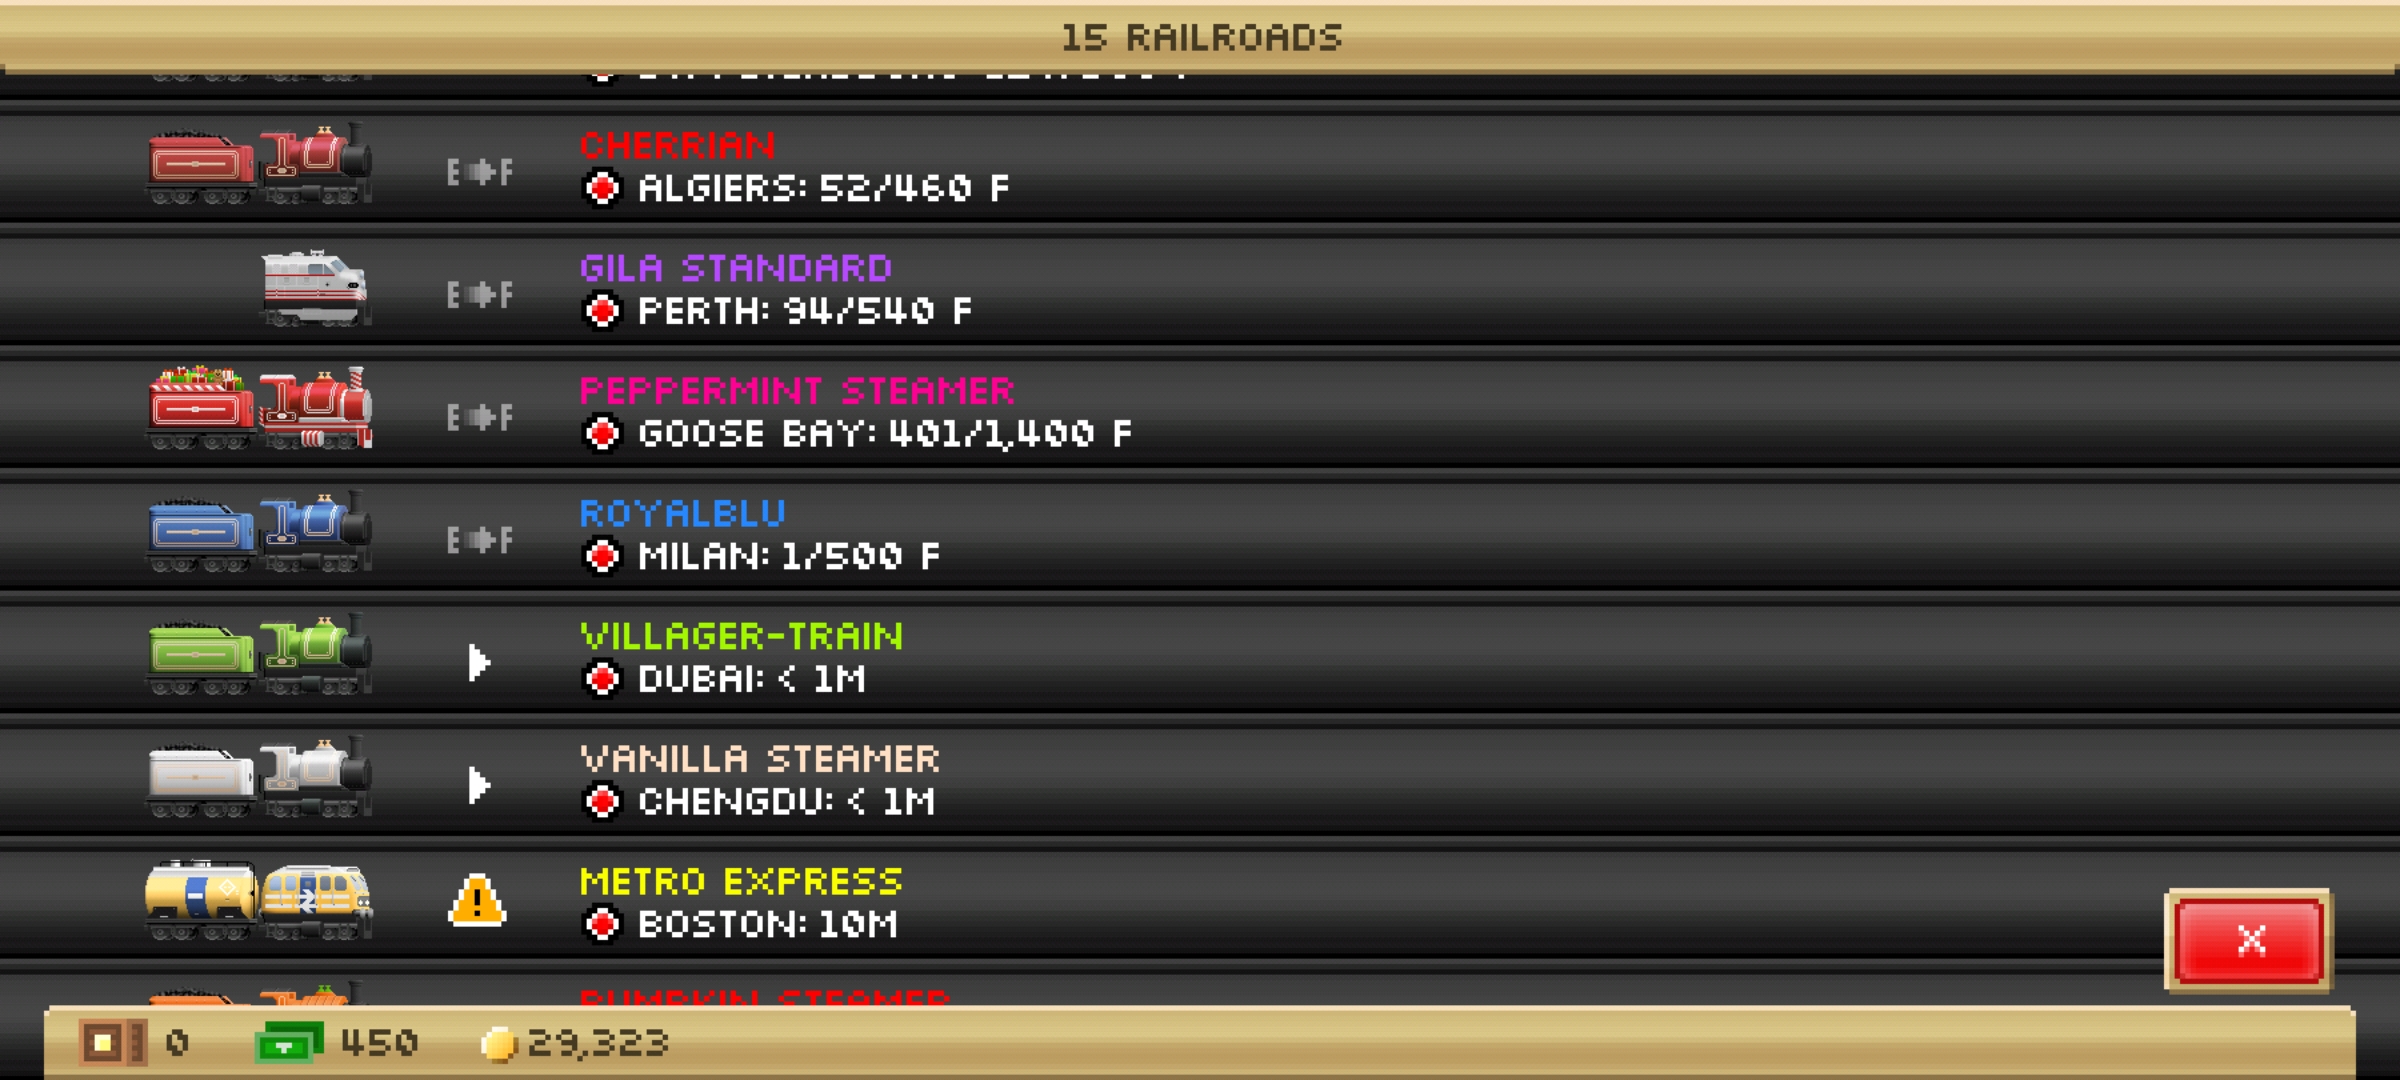 15 RAILROADS
CHERRIAN
E F
ALGIERS: 52/460 F
GILA STANDARD
E F
PERTH: 94/540 F
PEPPERMINT STEAMER
E F
GOOSE BAY: 401/1,400 F
ROYALBLU
E F
MILAN: 1/500 F
VILLAGER-TRAIN
DUBAI: < 1M
VANILLA STEAMER
CHENGDU: < 1M
METRO EXPRESS
!
BOSTON: 10M
X
PUMPKIN STEAMER
0 450 29,323